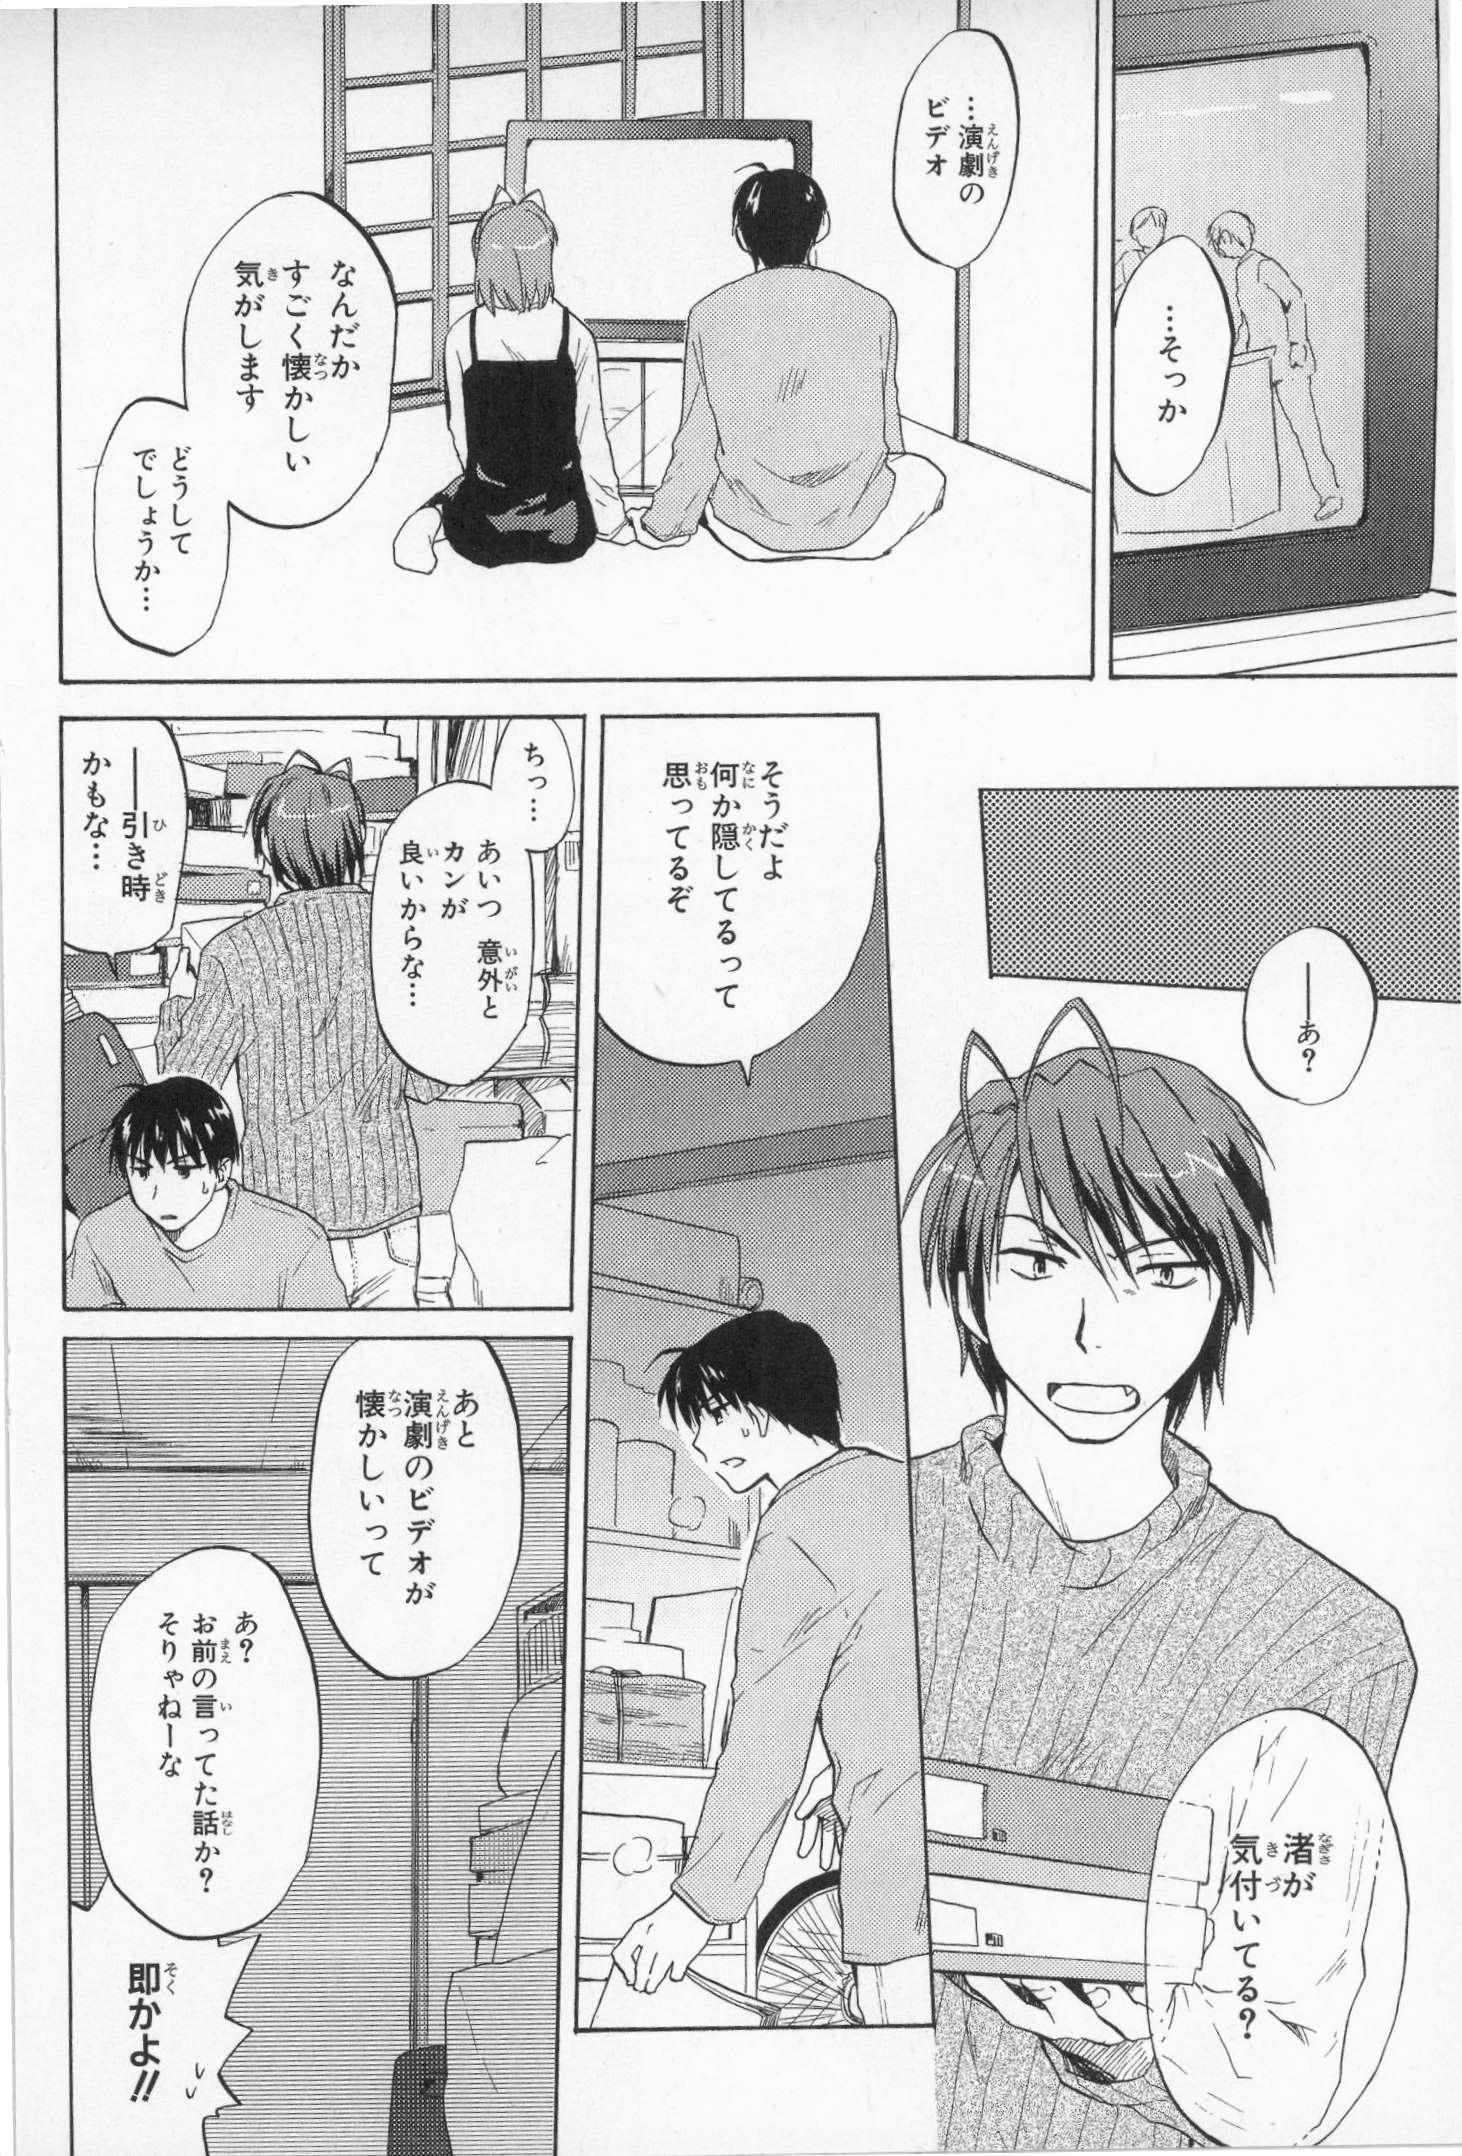 …そっか
…演劇の
ビデオ
なんだか
すごく懐かしい
気がします
どうして
でしょうか…
――あ?
渚が
気付いてる?
そうだよ
何か隠してるって
思ってるぞ
ちっ…
あいつ 意外と
カンが
良いからな…
――引き時
かもな…
あと
演劇のビデオが
懐かしいって
あ?
お前の言ってた話か?
そりゃねーな
即かよ!!